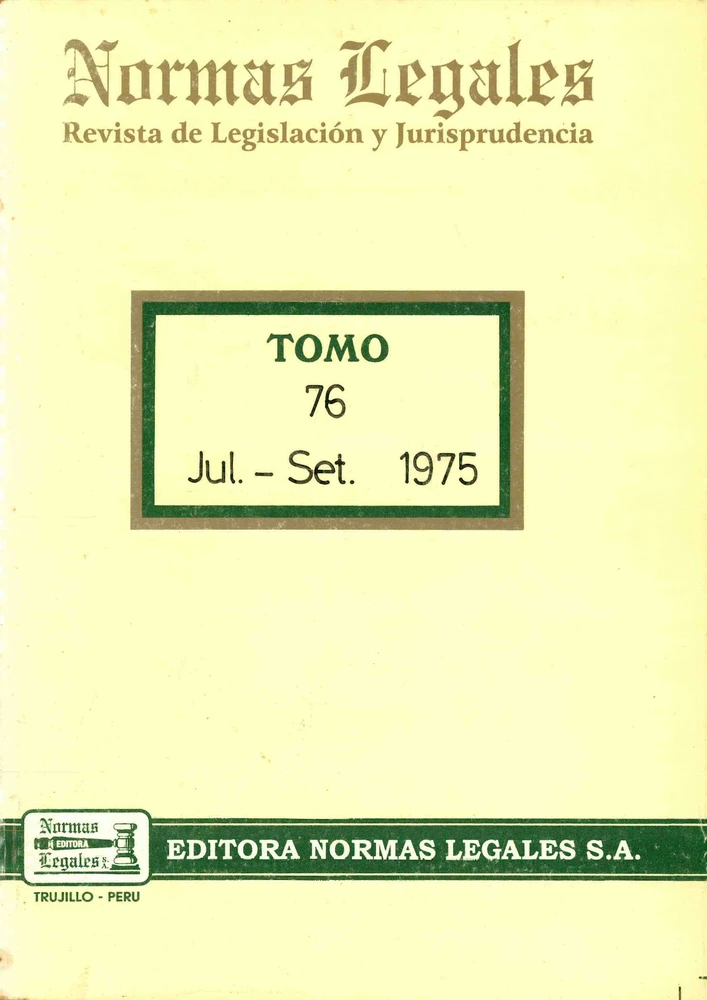 Normas Legales
Revista de Legislación y Jurisprudencia
TOMO
76
Jul. - Set. 1975
Normas
EDITORA
Legales
EDITORA NORMAS LEGALES S.A.
TRUJILLO - PERU